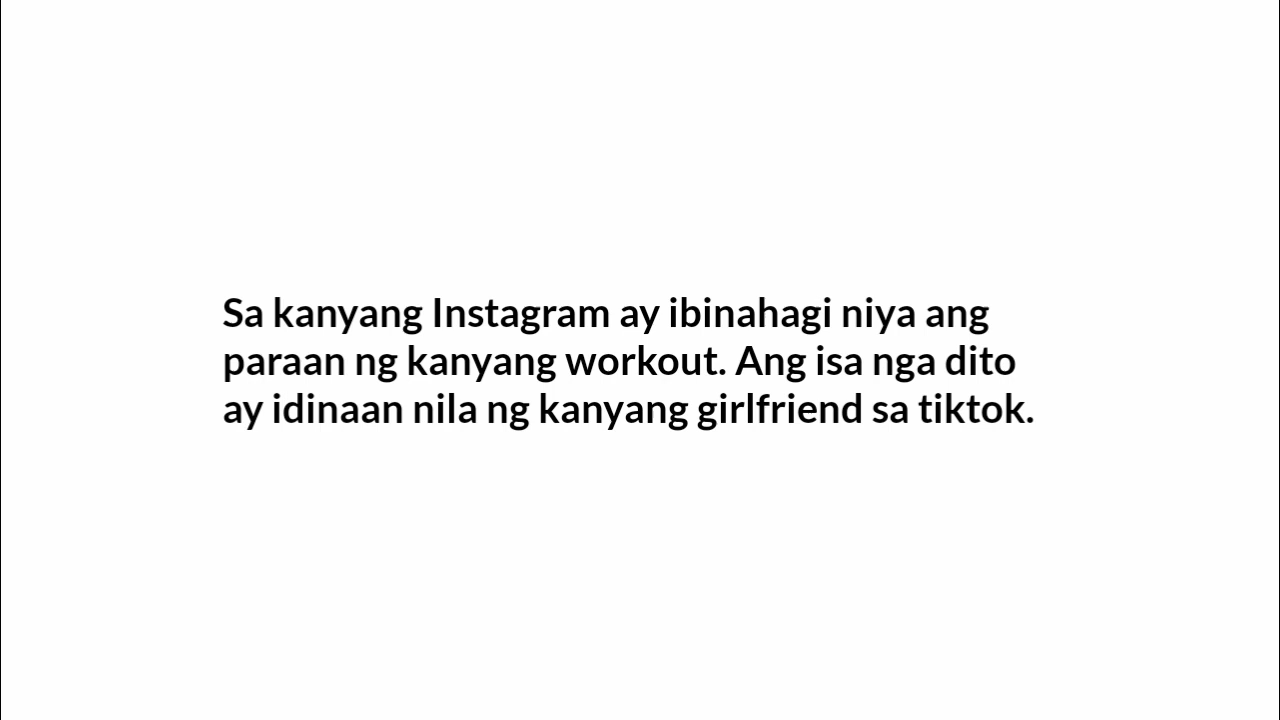 Sa kanyang Instagram ay ibinahagi niya ang
paraan ng kanyang workout. Ang isa nga dito
ay idinaan nila ng kanyang girlfriend sa tiktok.